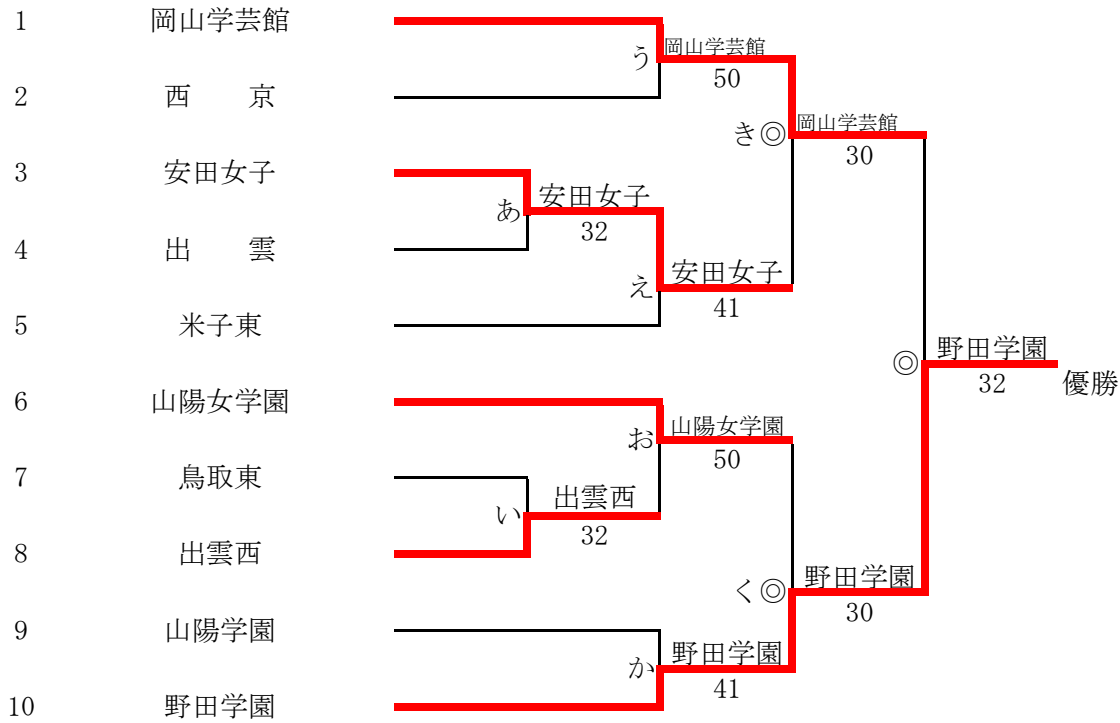 1 岡山学芸館
岡山学芸館
う
50
2 西 京
き◎
岡山学芸館
30
3 安田女子
あ
安田女子
32
4 出 雲
え
安田女子
41
5 米子東
◎
野田学園
32
優勝
6 山陽女学園
お
山陽女学園
50
7 鳥取東
い
出雲西
32
8 出雲西
く◎
野田学園
30
9 山陽学園
か
野田学園
41
10 野田学園